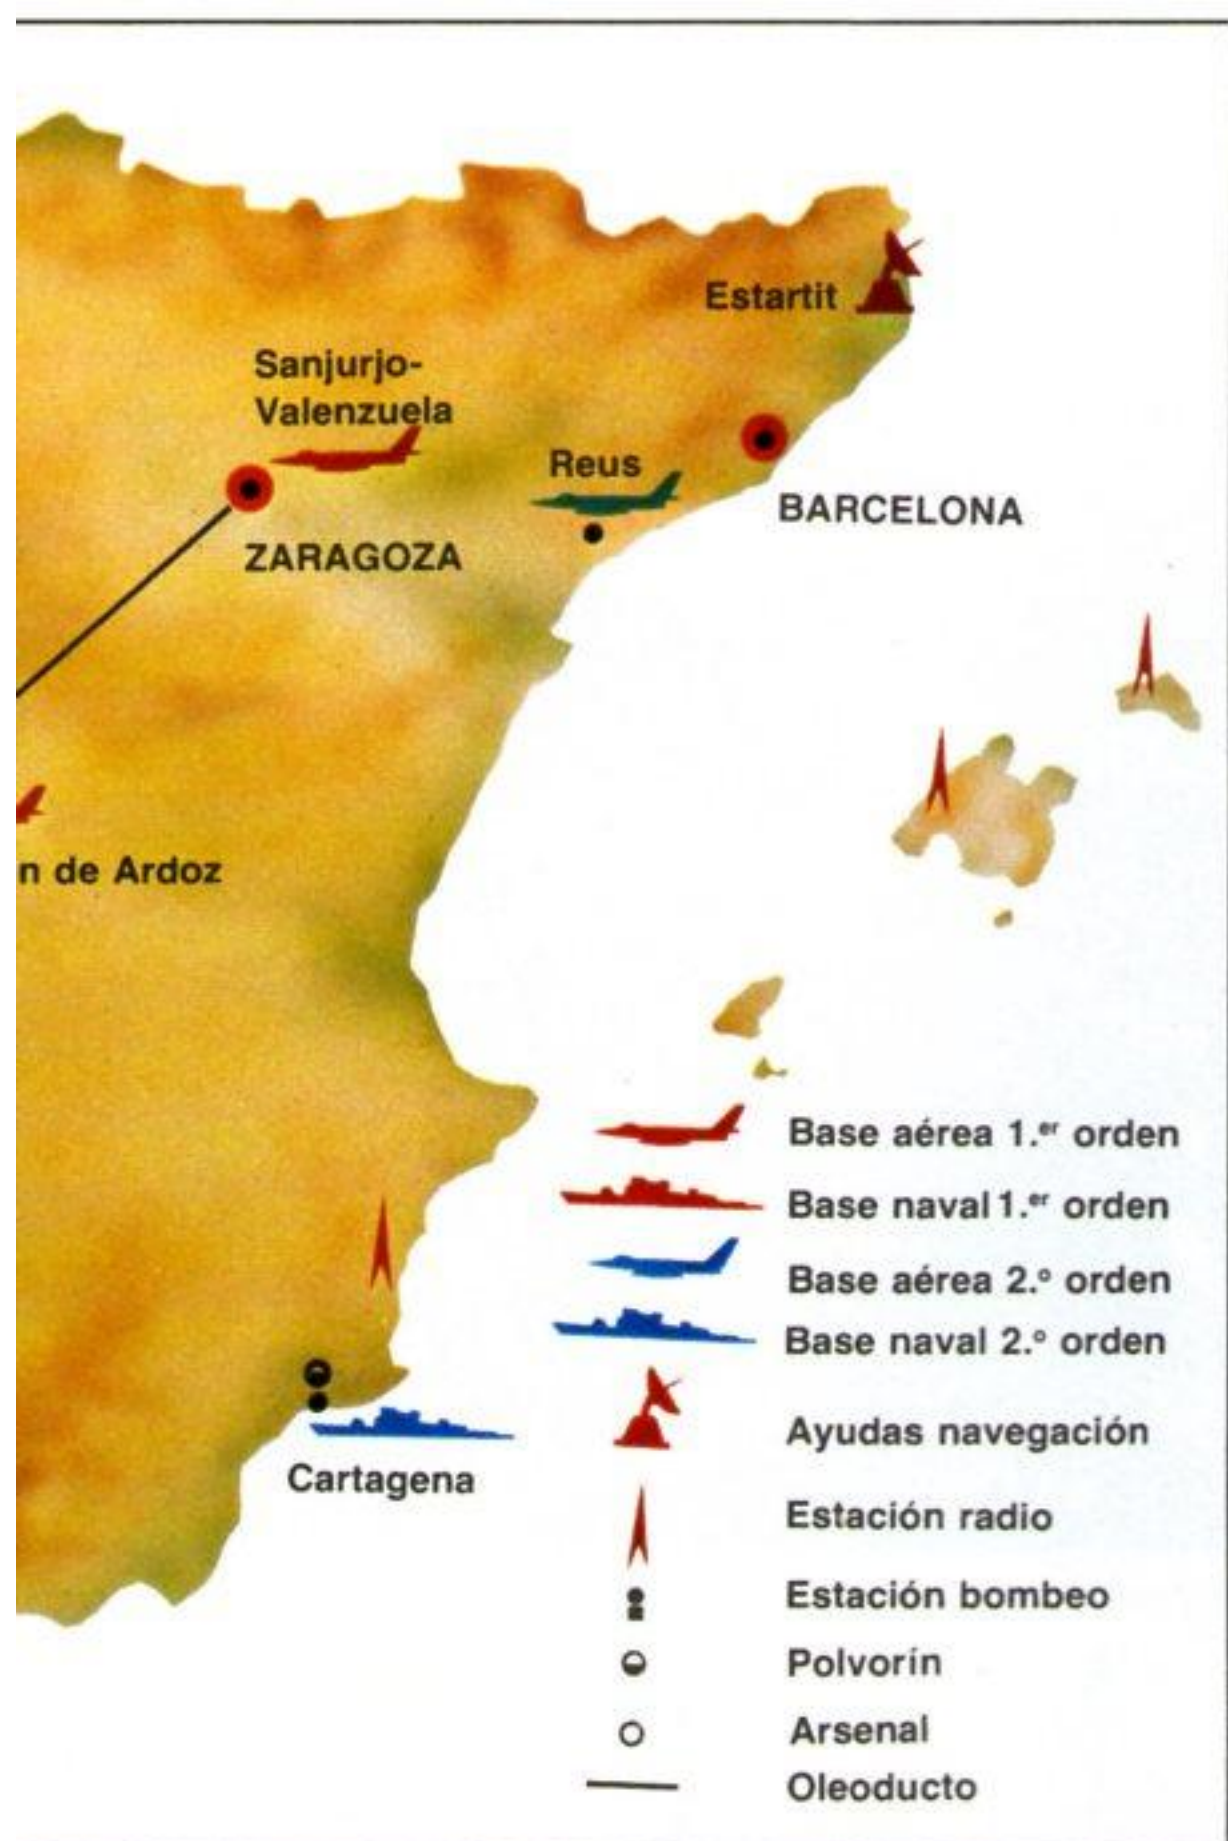 Estartit
Sanjurjo-
Valenzuela
Reus
BARCELONA
ZARAGOZA
n de Ardoz
Base aérea 1.er orden
Base naval 1.er orden
Base aérea 2.º orden
Base naval 2.º orden
Ayudas navegación
Cartagena
Estación radio
Estación bombeo
Polvorín
Arsenal
Oleoducto